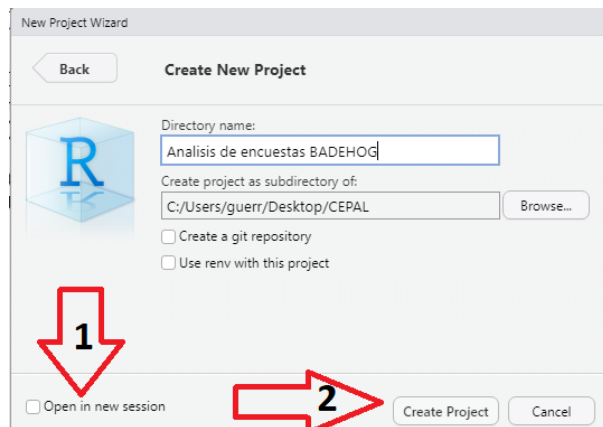 New Project Wizard
Back
Create New Project
R
Directory name:
Analisis de encuestas BADEHOG
Create project as subdirectory of:
C:/Users/guerr/Desktop/CEPAL
Browse...
Create a git repository
Use renv with this project
1
Open in new session
2
Create Project
Cancel